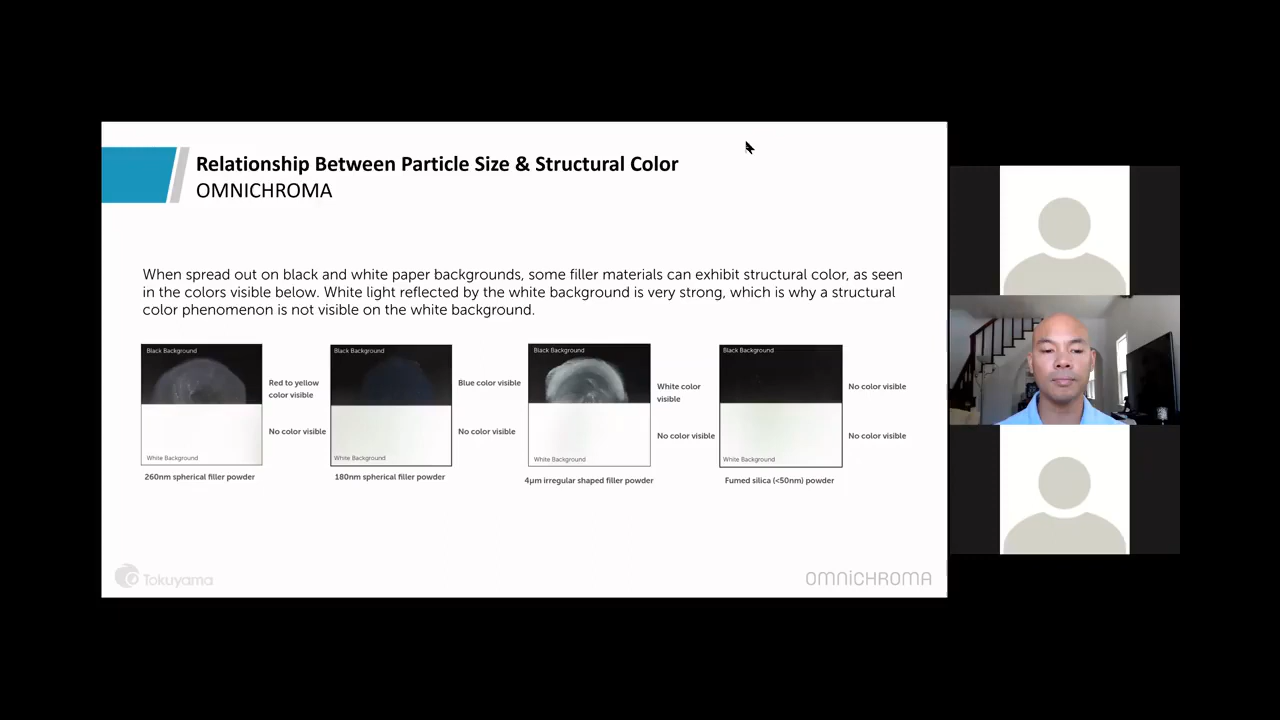 Relationship Between Particle Size & Structural Color
OMNICHROMA
When spread out on black and white paper backgrounds, some filler materials can exhibit structural color, as seen
in the colors visible below. White light reflected by the white background is very strong, which is why a structural
color phenomenon is not visible on the white background.
Black Background
Red to yellow
color visible
No color visible
White Background
260nm spherical filler powder
Black Background
Blue color visible
No color visible
White Background
180nm spherical filler powder
Black Background
White color
visible
No color visible
White Background
4µm irregular shaped filler powder
Black Background
No color visible
No color visible
White Background
Fumed silica (<50nm) powder
Tokuyama
OMNICHROMA